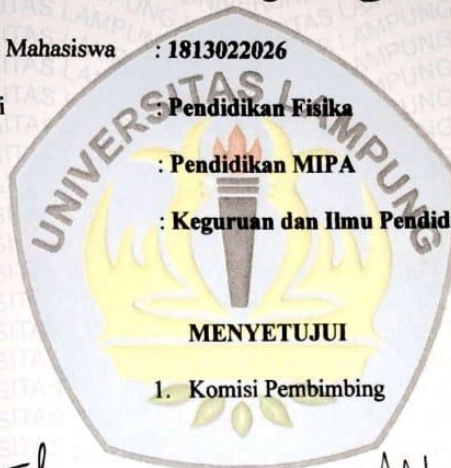 Mahasiswa : 1813022026
: Pendidikan Fisika
: Pendidikan MIPA
: Keguruan dan Ilmu Pendid
MENYETUJUI
1. Komisi Pembimbing
UNIVERSITAS LAMPUNG